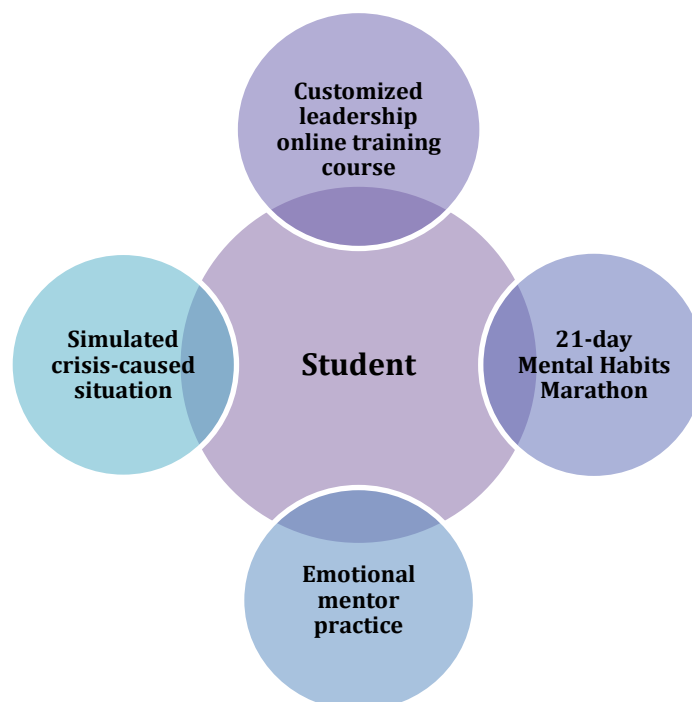 Customized
leadership
online training
course
Simulated
crisis-caused
situation
Student
21-day
Mental Habits
Marathon
Emotional
mentor
practice